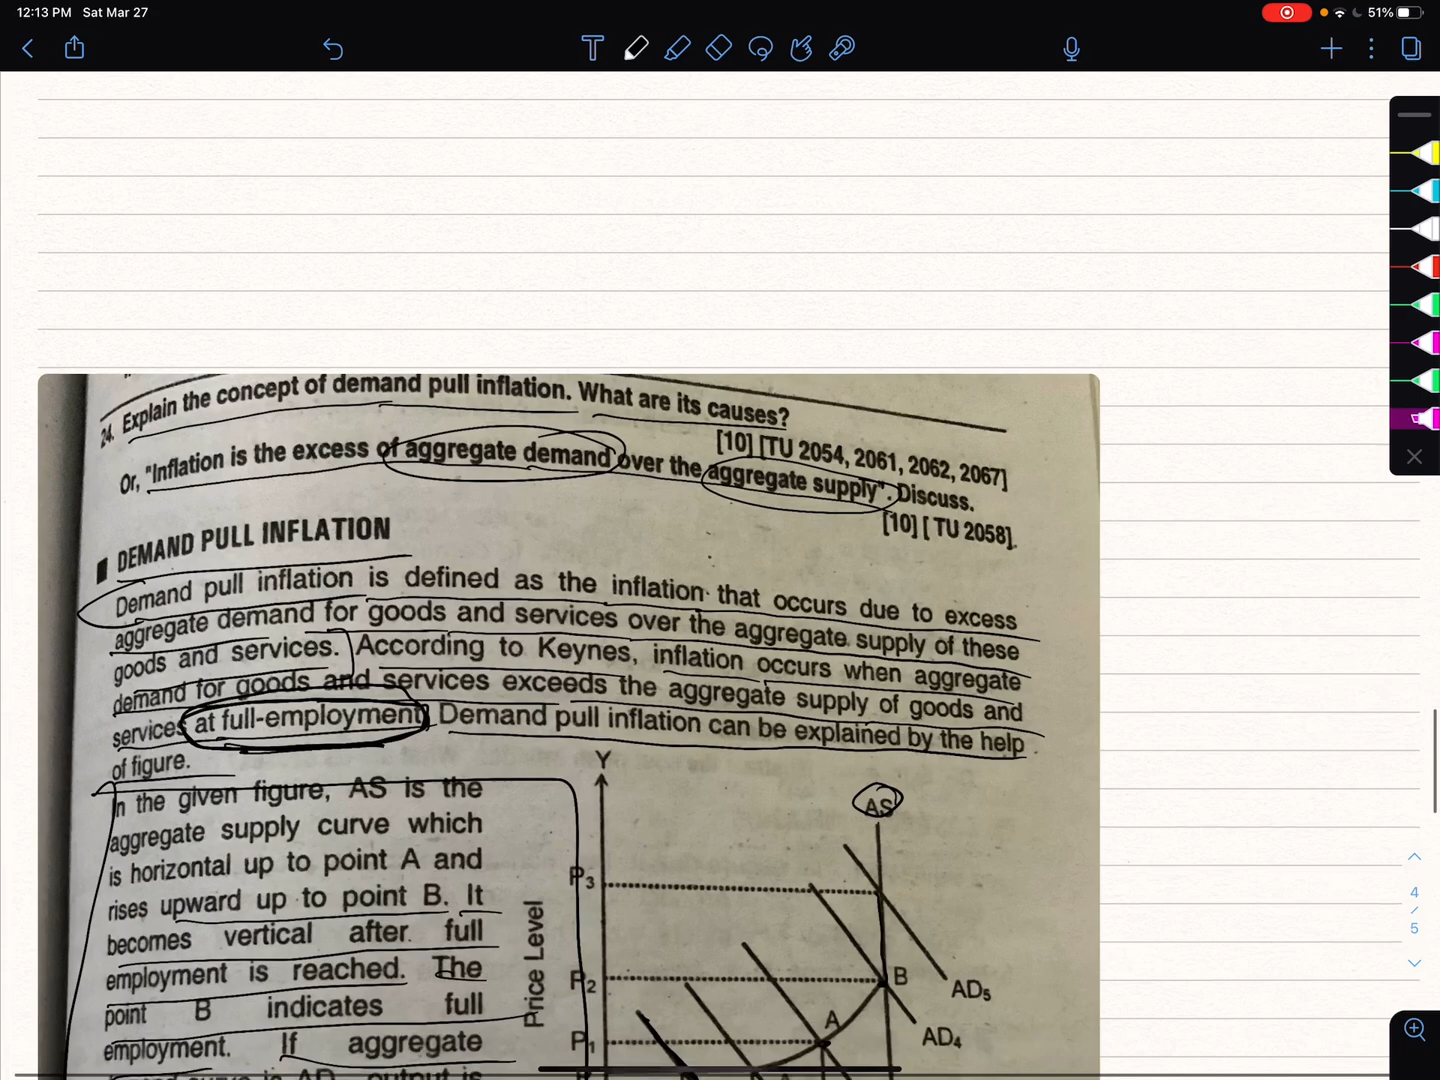 12:13 PM Sat Mar 27
51%
24. Explain the concept of demand pull inflation. What are its causes?
[10] [TU 2054, 2061, 2062, 2067]
Or, "Inflation is the excess of aggregate demand over the aggregate supply". Discuss.
[10] [ TU 2058].
DEMAND PULL INFLATION
Demand pull inflation is defined as the inflation that occurs due to excess
aggregate demand for goods and services over the aggregate supply of these
goods and services. According to Keynes, inflation occurs when aggregate
demand for goods and services exceeds the aggregate supply of goods and
services at full-employment. Demand pull inflation can be explained by the help
of figure.
In the given figure, AS is the
aggregate supply curve which
is horizontal up to point A and
rises upward up to point B. It
becomes vertical after full
employment is reached. The
point B indicates full
employment. If aggregate
Y
AS
P3
Price Level
P2
B
AD5
A
AD4
P1
4
/
5